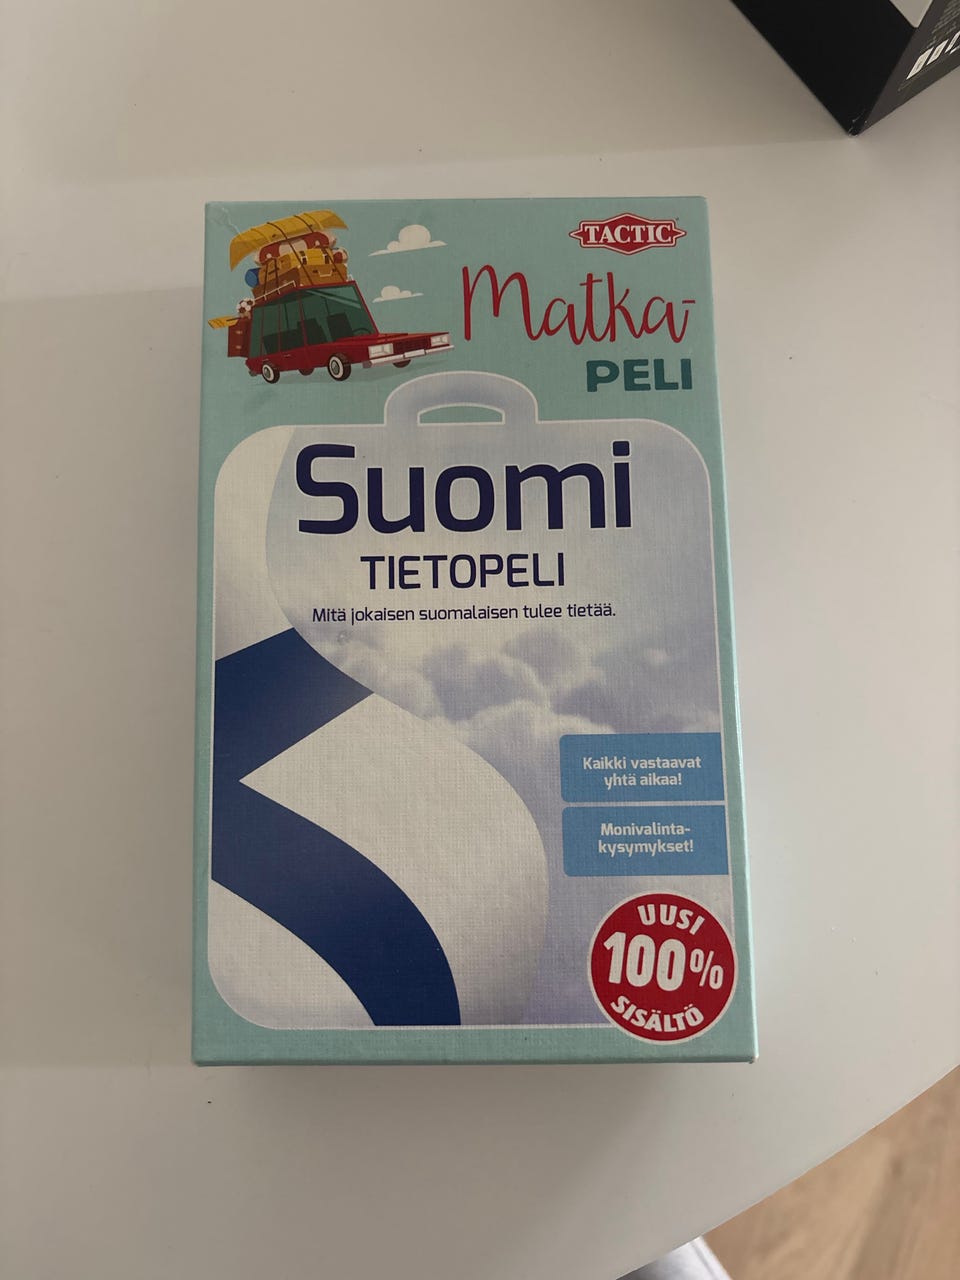 TACTIC
Matka-
PELI
Suomi
TIETOPELI
Mitä jokaisen suomalaisen tulee tietää.
Kaikki vastaavat
yhtä aikaa!
Monivalinta-
kysymykset!
UUSI
100%
SISÄLTÖ